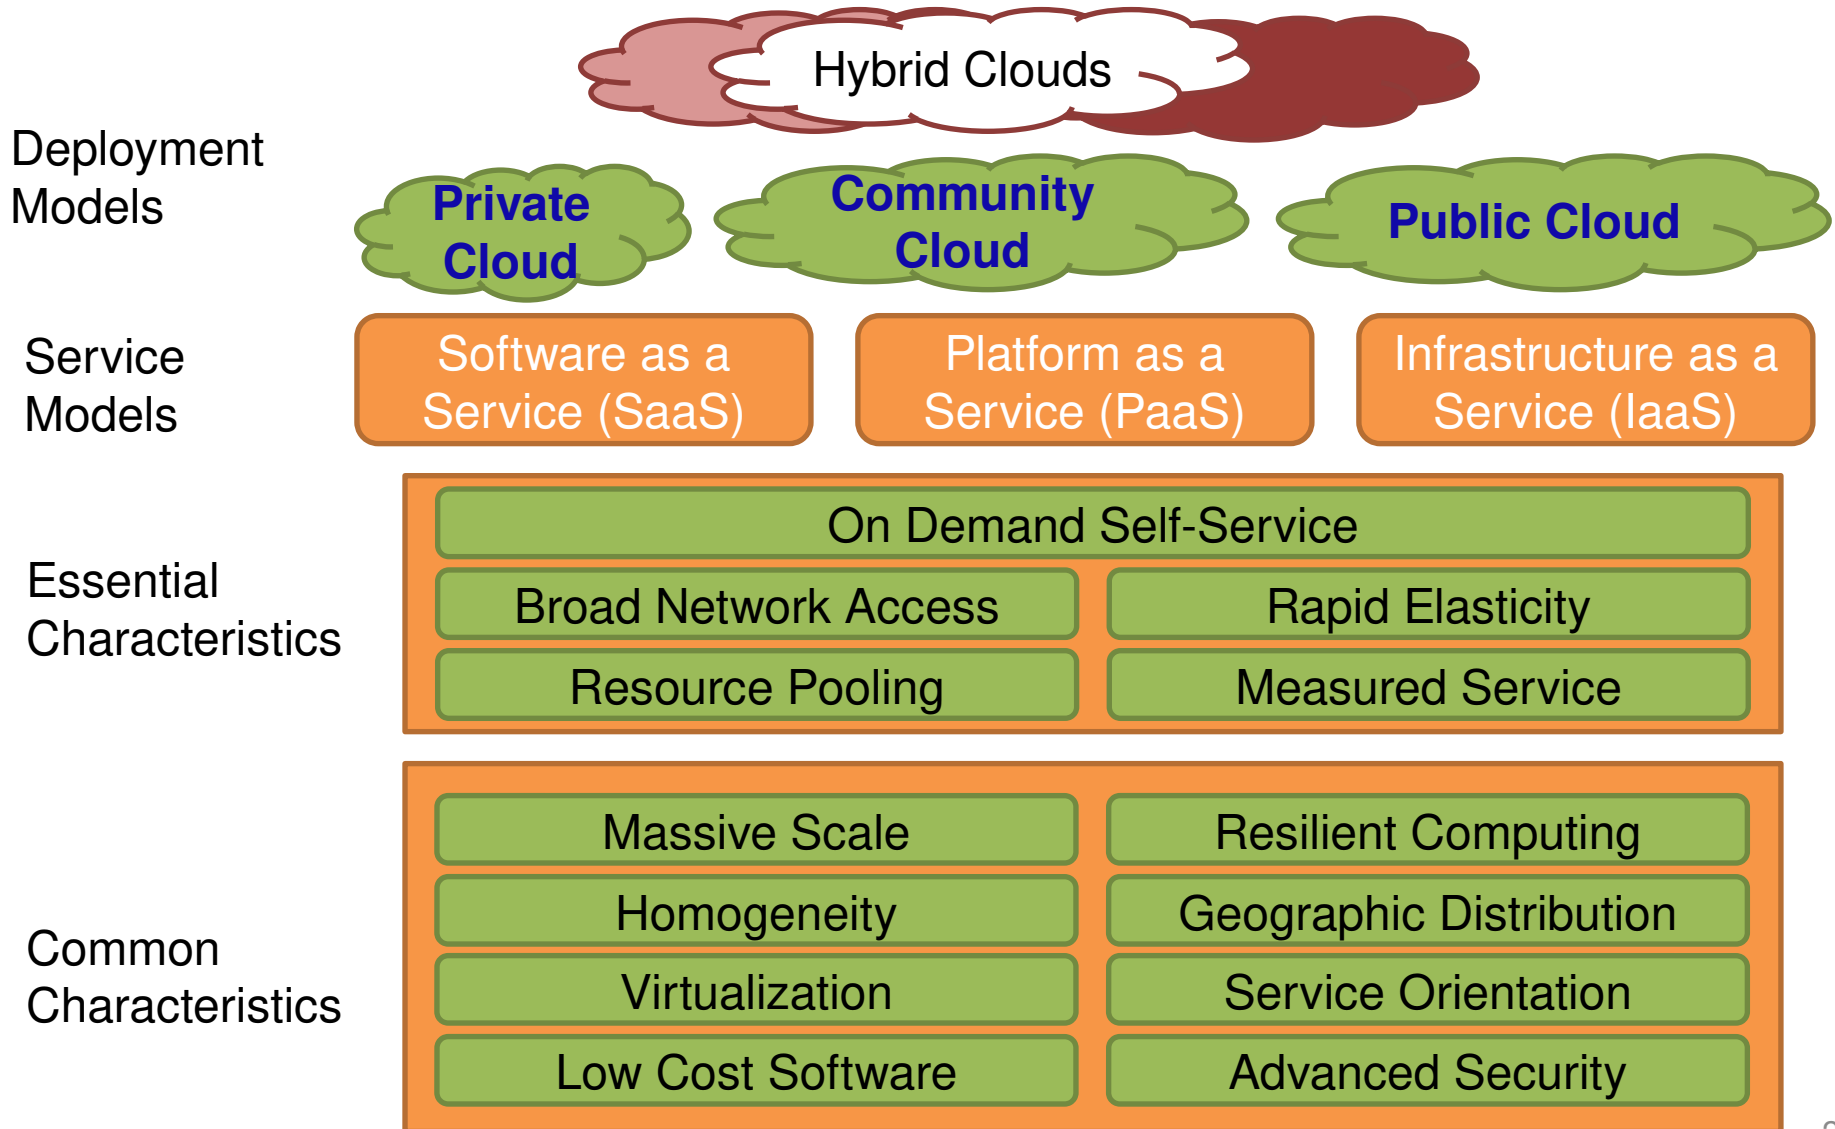 Hybrid Clouds
Deployment
Models
Private
Cloud
Community
Cloud
Public Cloud
Service
Models
Software as a
Service (SaaS)
Platform as a
Service (PaaS)
Infrastructure as a
Service (IaaS)
Essential
Characteristics
On Demand Self-Service
Broad Network Access
Rapid Elasticity
Resource Pooling
Measured Service
Common
Characteristics
Massive Scale
Resilient Computing
Homogeneity
Geographic Distribution
Virtualization
Service Orientation
Low Cost Software
Advanced Security